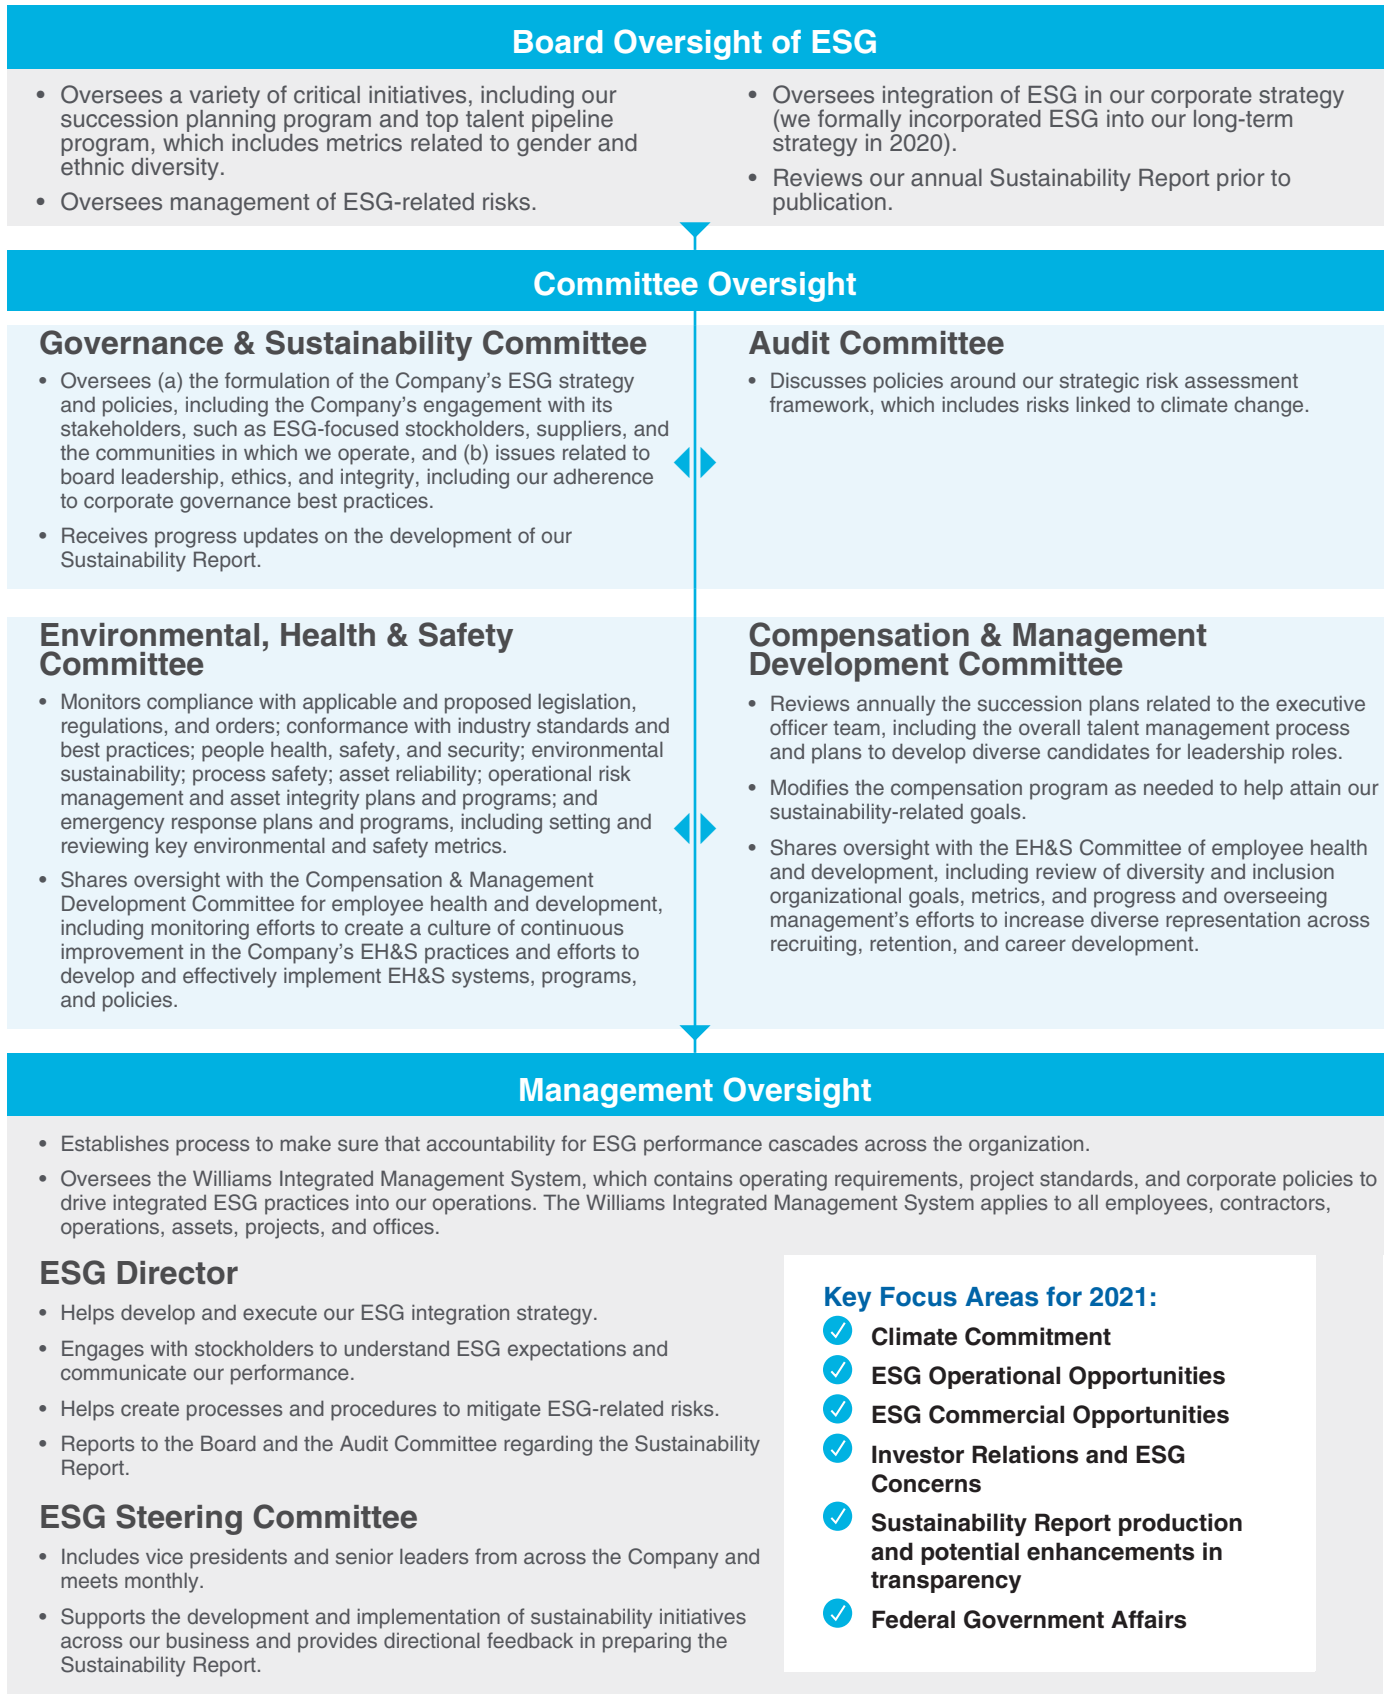 Board Oversight of ESG
• Oversees a variety of critical initiatives, including our
succession planning program and top talent pipeline
program, which includes metrics related to gender and
ethnic diversity.
• Oversees management of ESG-related risks.
• Oversees integration of ESG in our corporate strategy
(we formally incorporated ESG into our long-term
strategy in 2020).
• Reviews our annual Sustainability Report prior to
publication.
Committee Oversight
Governance & Sustainability Committee
• Oversees (a) the formulation of the Company's ESG strategy
and policies, including the Company's engagement with its
stakeholders, such as ESG-focused stockholders, suppliers, and
the communities in which we operate, and (b) issues related to
board leadership, ethics, and integrity, including our adherence
to corporate governance best practices.
• Receives progress updates on the development of our
Sustainability Report.
Audit Committee
• Discusses policies around our strategic risk assessment
framework, which includes risks linked to climate change.
Environmental, Health & Safety
Committee
• Monitors compliance with applicable and proposed legislation,
regulations, and orders; conformance with industry standards and
best practices; people health, safety, and security; environmental
sustainability; process safety; asset reliability; operational risk
management and asset integrity plans and programs; and
emergency response plans and programs, including setting and
reviewing key environmental and safety metrics.
• Shares oversight with the Compensation & Management
Development Committee for employee health and development,
including monitoring efforts to create a culture of continuous
improvement in the Company's EH&S practices and efforts to
develop and effectively implement EH&S systems, programs,
and policies.
Compensation & Management
Development Committee
• Reviews annually the succession plans related to the executive
officer team, including the overall talent management process
and plans to develop diverse candidates for leadership roles.
• Modifies the compensation program as needed to help attain our
sustainability-related goals.
• Shares oversight with the EH&S Committee of employee health
and development, including review of diversity and inclusion
organizational goals, metrics, and progress and overseeing
management's efforts to increase diverse representation across
recruiting, retention, and career development.
Management Oversight
• Establishes process to make sure that accountability for ESG performance cascades across the organization.
• Oversees the Williams Integrated Management System, which contains operating requirements, project standards, and corporate policies to
drive integrated ESG practices into our operations. The Williams Integrated Management System applies to all employees, contractors,
operations, assets, projects, and offices.
ESG Director
• Helps develop and execute our ESG integration strategy.
• Engages with stockholders to understand ESG expectations and
communicate our performance.
• Helps create processes and procedures to mitigate ESG-related risks.
• Reports to the Board and the Audit Committee regarding the Sustainability
Report.
ESG Steering Committee
• Includes vice presidents and senior leaders from across the Company and
meets monthly.
• Supports the development and implementation of sustainability initiatives
across our business and provides directional feedback in preparing the
Sustainability Report.
Key Focus Areas for 2021:
Climate Commitment
ESG Operational Opportunities
ESG Commercial Opportunities
Investor Relations and ESG
Concerns
Sustainability Report production
and potential enhancements in
transparency
Federal Government Affairs